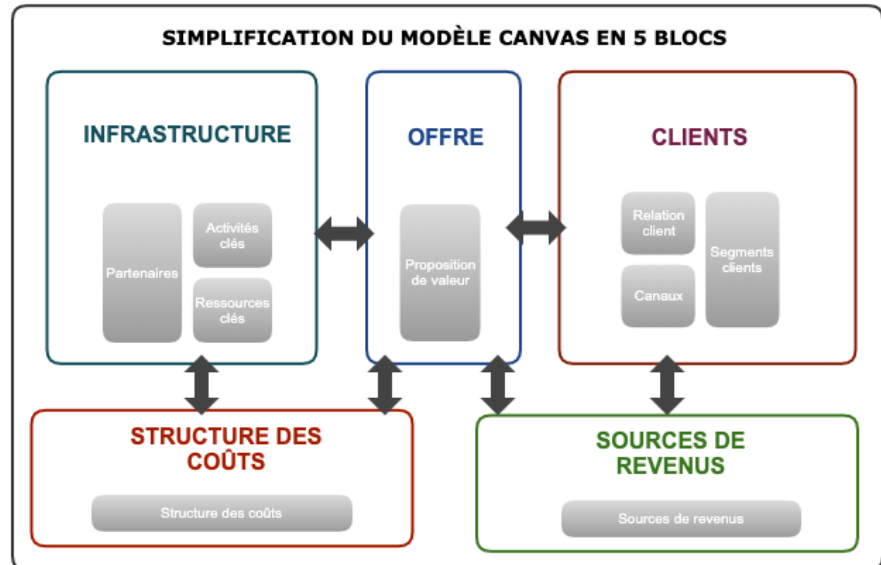 SIMPLIFICATION DU MODÈLE CANVAS EN 5 BLOCS
INFRASTRUCTURE
Partenaires
Activités
clés
Ressources
clés
OFFRE
Proposition
de valeur
CLIENTS
Relation
client
Canaux
Segments
clients
STRUCTURE DES
COÛTS
Structure des coûts
SOURCES DE
REVENUS
Sources de revenus